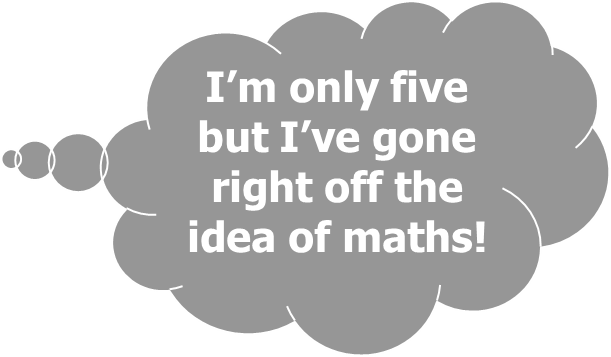 I’m only five
but I’ve gone
right off the
idea of maths!